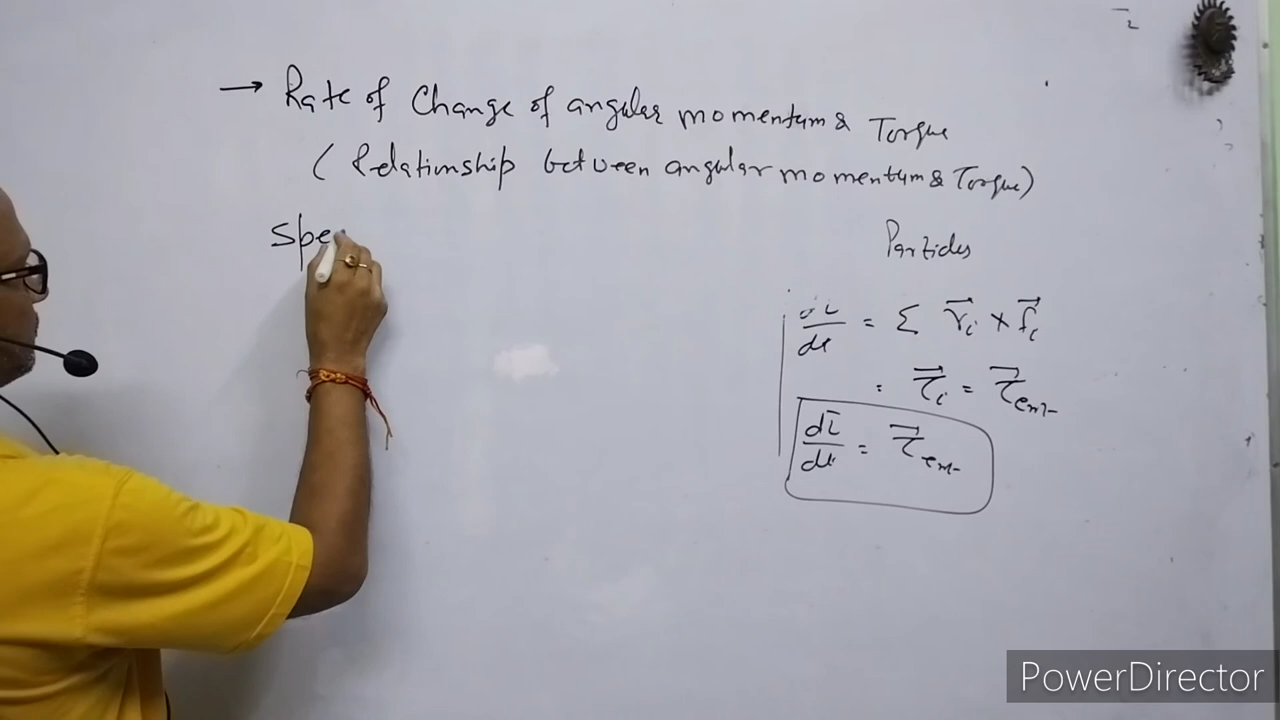 → Rate of Change of angular momentum & Torque
( Relationship between angular momentum & Torque)
Spe
Particles
dL/dt = Σ r⃗i × f⃗i
: τ⃗i = τ⃗ext
dL̄/dt = τ⃗ext
PowerDirector